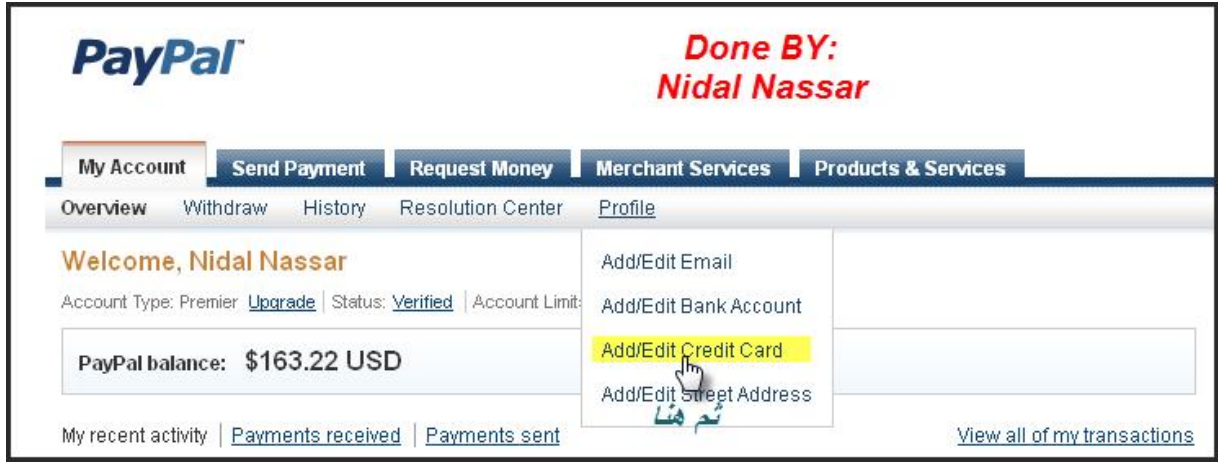 PayPal
Done BY:
Nidal Nassar
My Account Send Payment Request Money Merchant Services Products & Services
Overview Withdraw History Resolution Center Profile
Welcome, Nidal Nassar
Account Type: Premier Upgrade | Status: Verified | Account Limit
PayPal balance: $163.22 USD
Add/Edit Email
Add/Edit Bank Account
Add/Edit Credit Card
Add/Edit Street Address
ثم هنا
My recent activity | Payments received | Payments sent
View all of my transactions